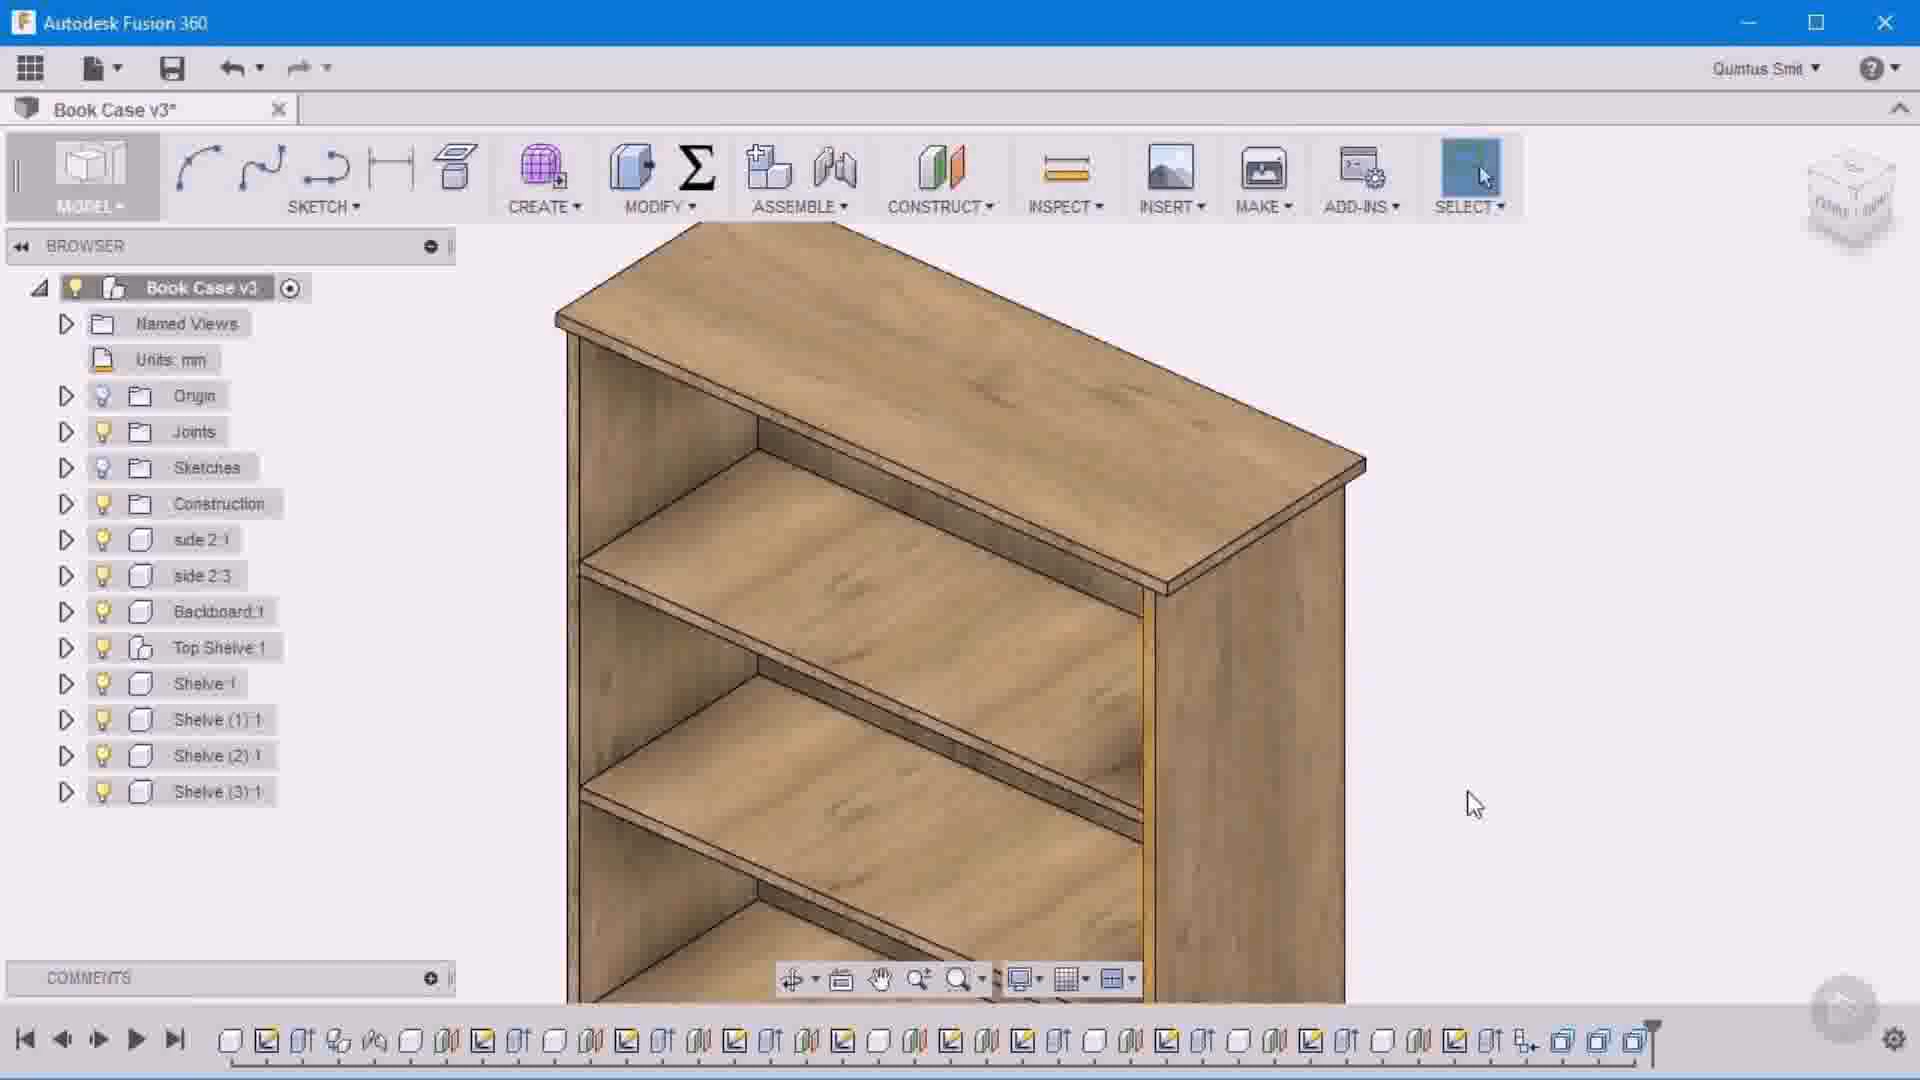 Autodesk Fusion 360
Quintus Smit
Book Case v3*
MODEL
SKETCH
CREATE
MODIFY
ASSEMBLE
CONSTRUCT
INSPECT
INSERT
MAKE
ADD-INS
SELECT
BROWSER
Book Case v3
Named Views
Units: mm
Origin
Joints
Sketches
Construction
side 2:1
side 2:3
Backboard:1
Top Shelve:1
Shelve:1
Shelve (1):1
Shelve (2):1
Shelve (3):1
COMMENTS